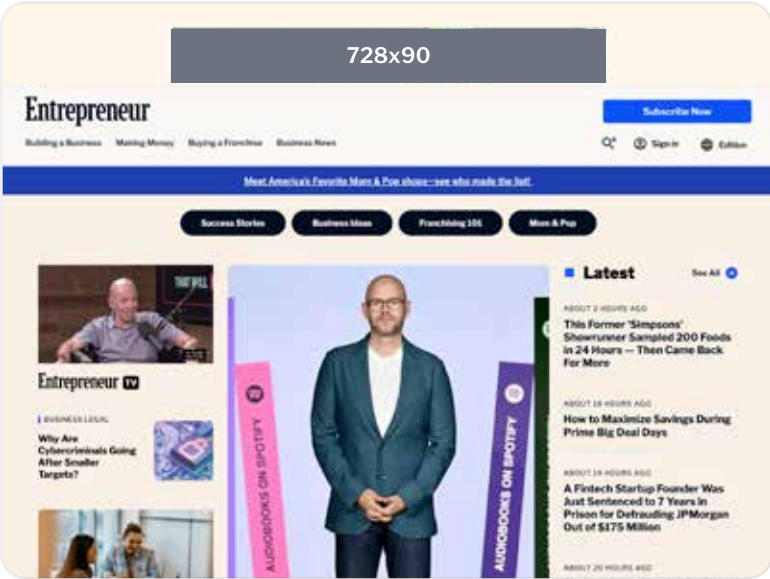 728x90
Entrepreneur
Subscribe Now
Building a Business Making Money Buying a Franchise Business News
Sign in Edition
Meet America's Favorite Mom & Pop shops—see who made the list!
Success Stories Business Ideas Franchising 101 Mom & Pop
THAT WILL
Entrepreneur TV
BUSINESS LEGAL
Why Are
Cybercriminals Going
After Smaller
Targets?
AUDIOBOOKS ON SPOTIFY
AUDIOBOOKS ON SPOTIFY
Latest
See All
ABOUT 2 HOURS AGO
This Former 'Simpsons'
Showrunner Sampled 200 Foods
in 24 Hours — Then Came Back
For More
ABOUT 18 HOURS AGO
How to Maximize Savings During
Prime Big Deal Days
ABOUT 19 HOURS AGO
A Fintech Startup Founder Was
Just Sentenced to 7 Years in
Prison for Defrauding JPMorgan
Out of $175 Million
ABOUT 20 HOURS AGO